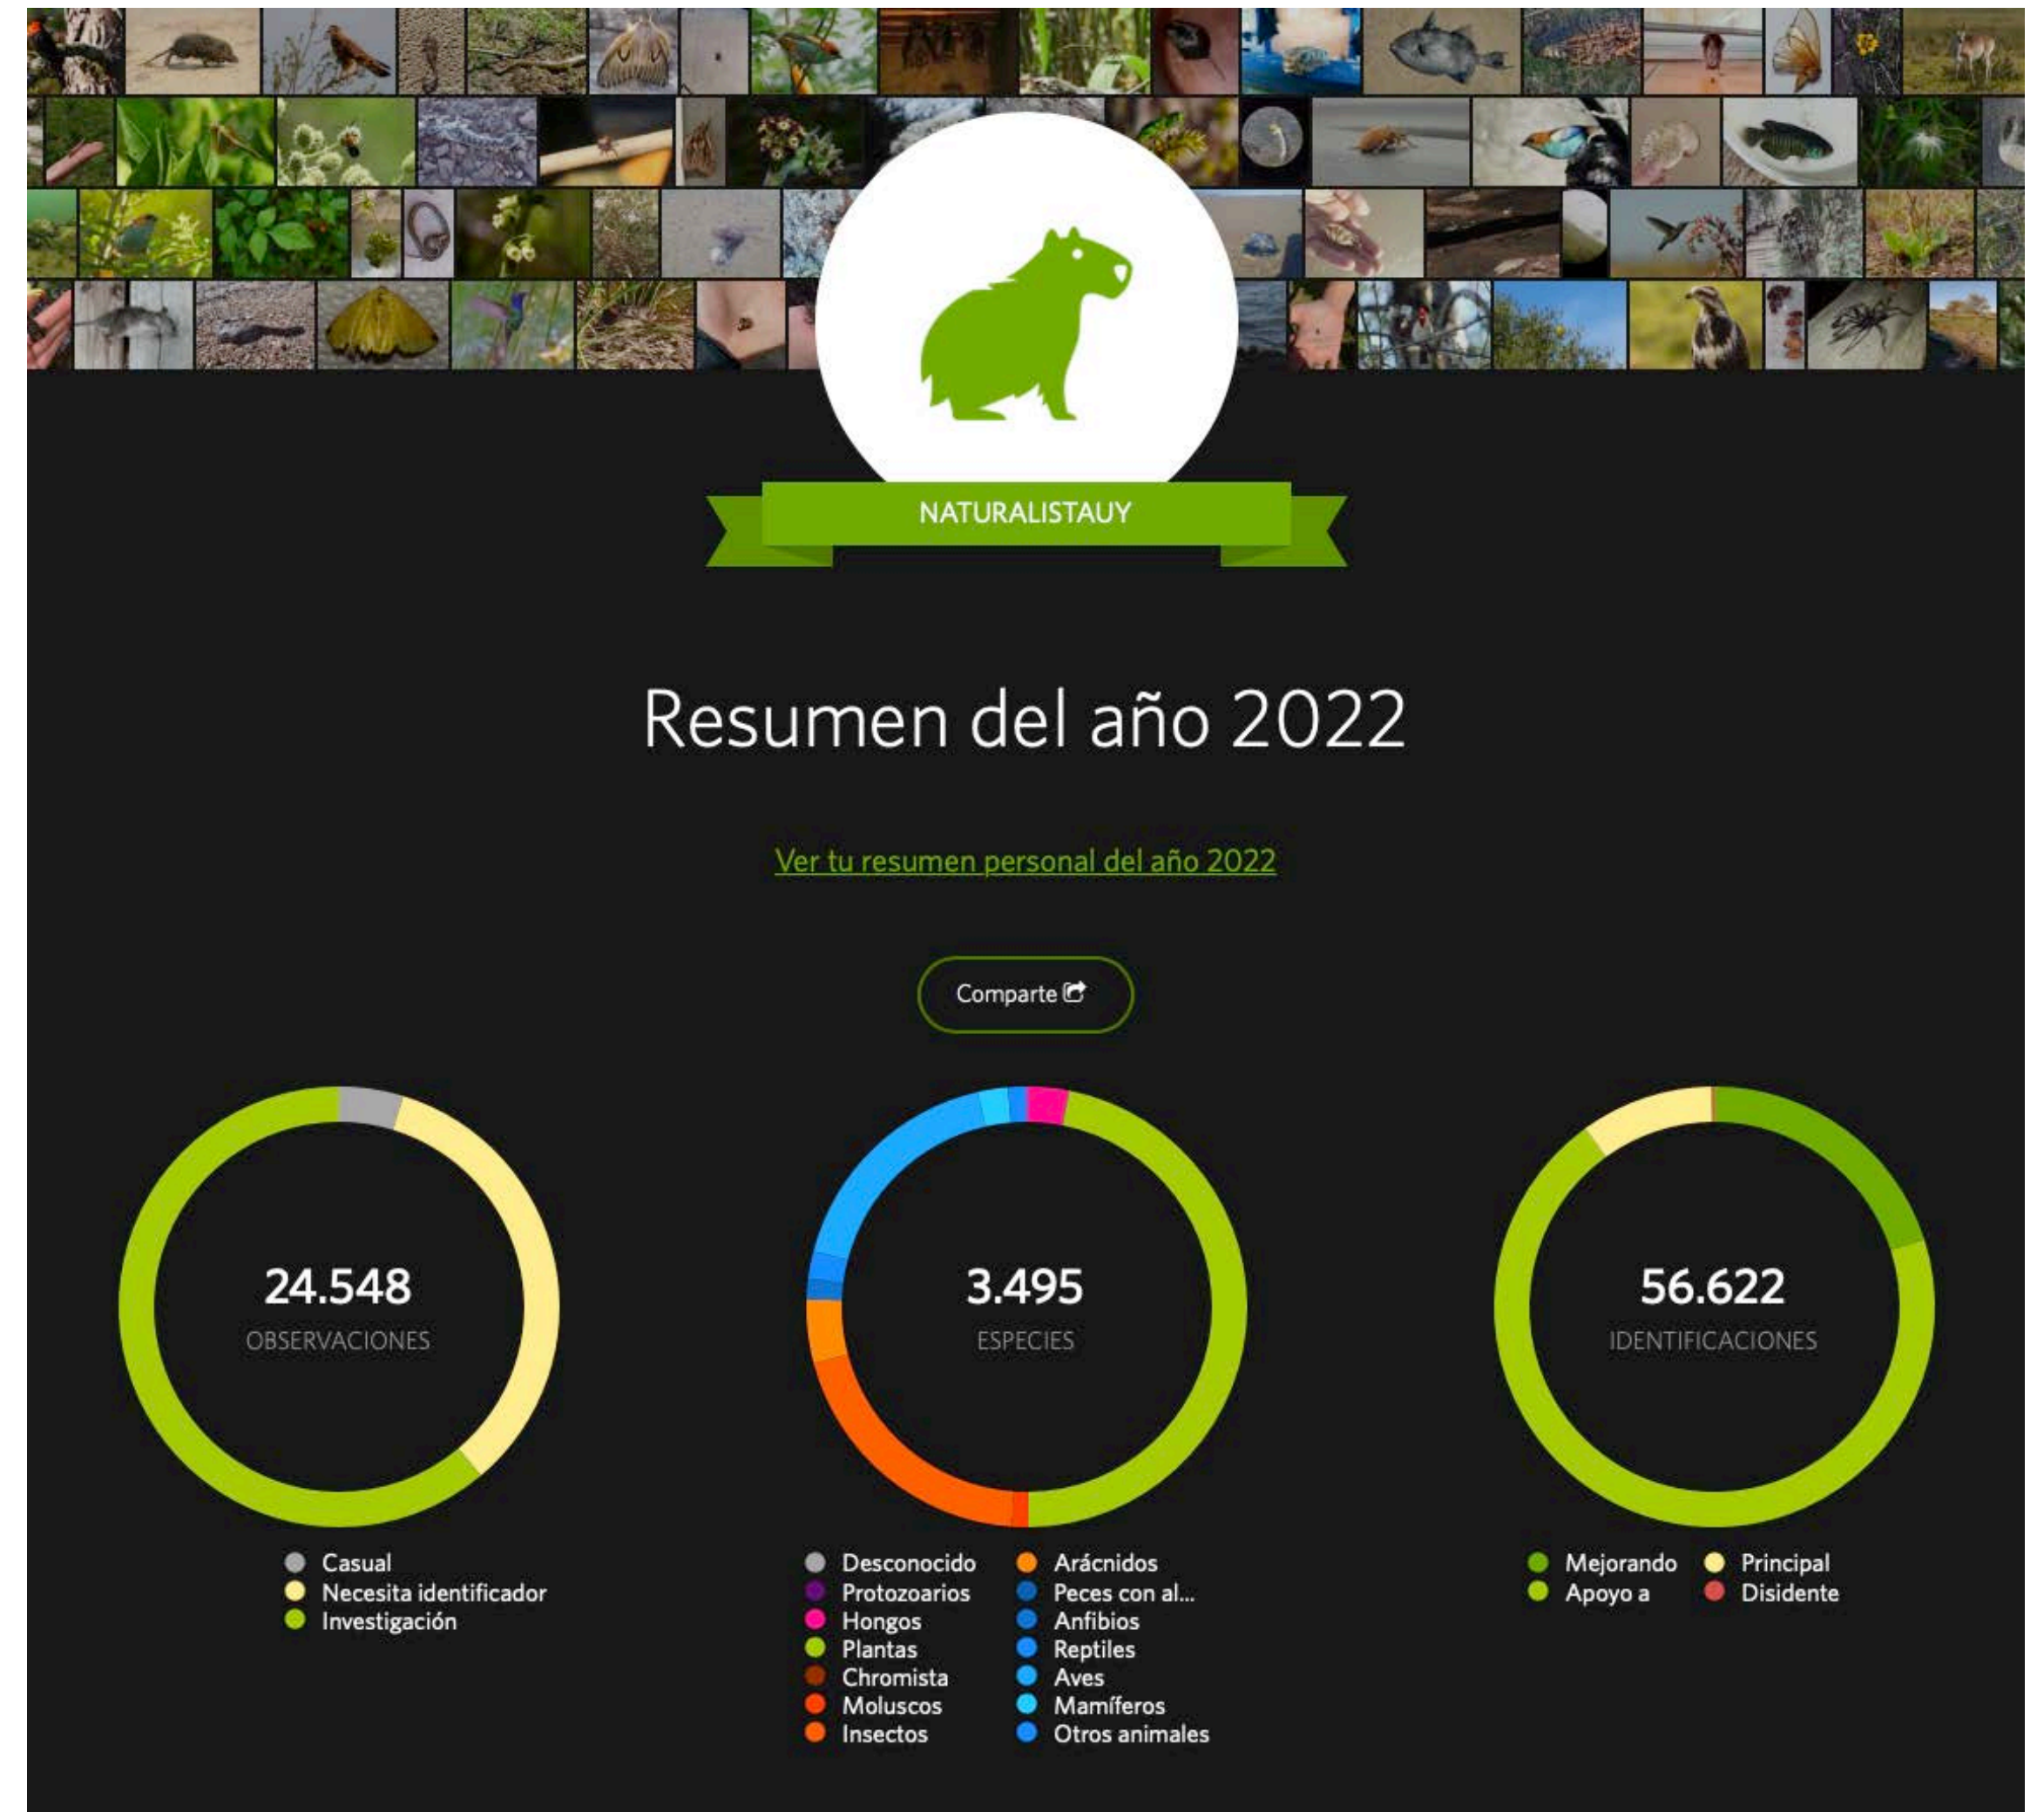 NATURALISTAUY
Resumen del año 2022
Ver tu resumen personal del año 2022
Comparte
24.548
OBSERVACIONES
Casual
Necesita identificador
Investigación
3.495
ESPECIES
Desconocido
Protozoarios
Hongos
Plantas
Chromista
Moluscos
Insectos
Arácnidos
Peces con al...
Anfibios
Reptiles
Aves
Mamíferos
Otros animales
56.622
IDENTIFICACIONES
Mejorando
Apoyo a
Principal
Disidente